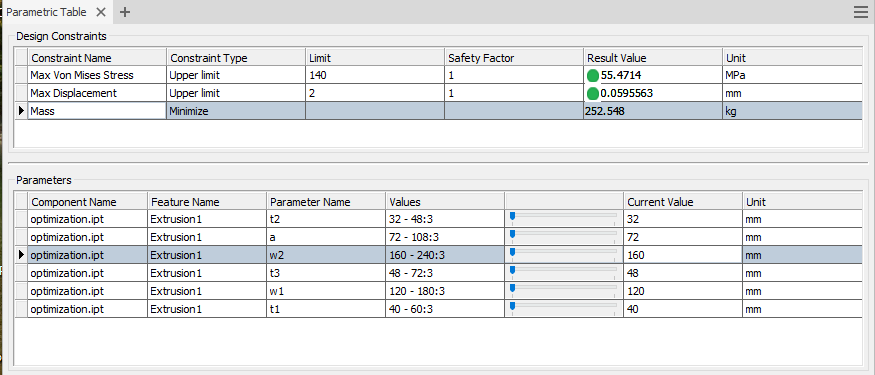 Parametric Table
Design Constraints
Constraint Name Constraint Type Limit Safety Factor Result Value Unit
Max Von Mises Stress Upper limit 140 1 55.4714 MPa
Max Displacement Upper limit 2 1 0.0595563 mm
Mass Minimize 252.548 kg
Parameters
Component Name Feature Name Parameter Name Values Current Value Unit
optimization.ipt Extrusion1 t2 32 - 48:3 32 mm
optimization.ipt Extrusion1 a 72 - 108:3 72 mm
optimization.ipt Extrusion1 w2 160 - 240:3 160 mm
optimization.ipt Extrusion1 t3 48 - 72:3 48 mm
optimization.ipt Extrusion1 w1 120 - 180:3 120 mm
optimization.ipt Extrusion1 t1 40 - 60:3 40 mm